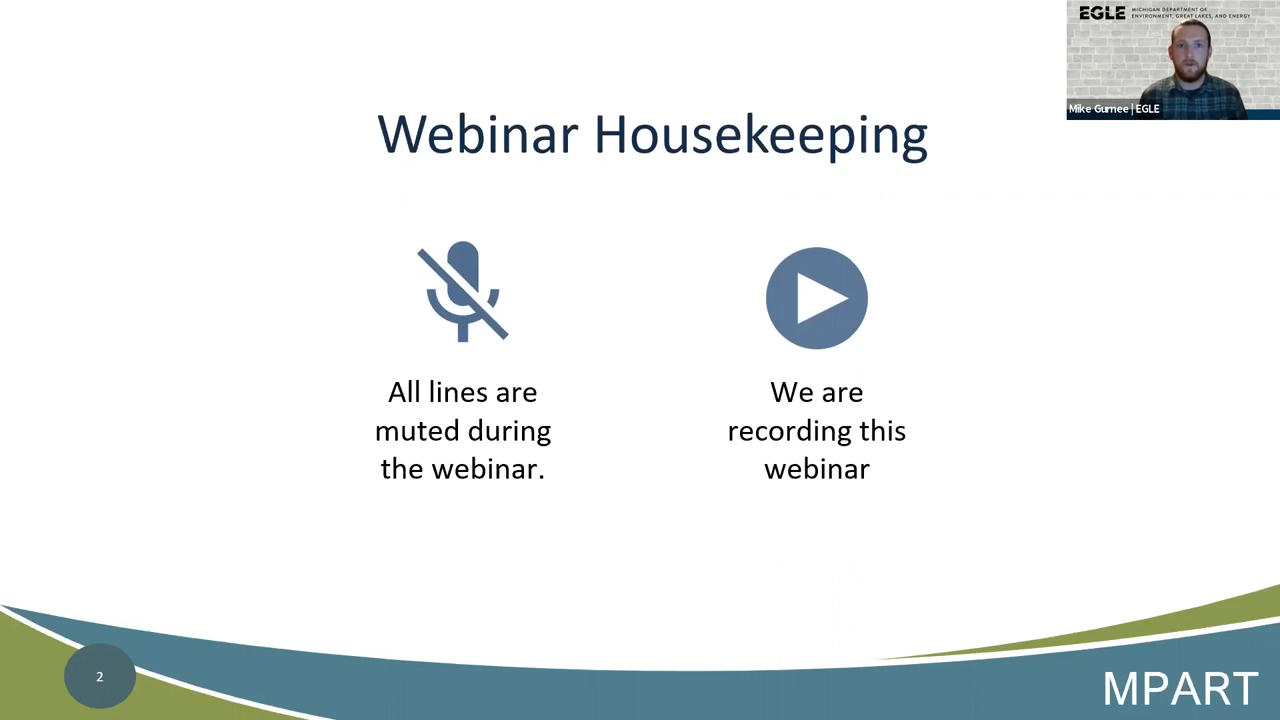 EGLE
MICHIGAN DEPARTMENT OF
ENVIRONMENT, GREAT LAKES, AND ENERGY
Mike Gurnee | EGLE
Webinar Housekeeping
All lines are
muted during
the webinar.
We are
recording this
webinar
2
MPART